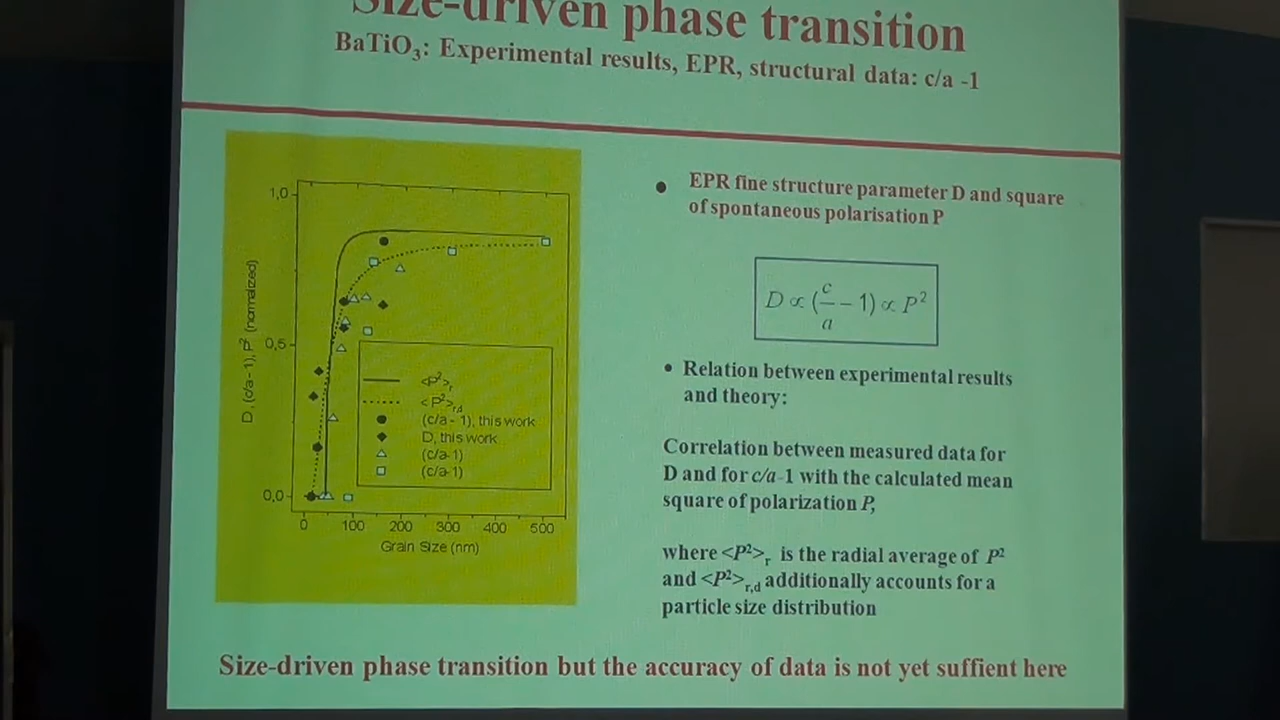 Size-driven phase transition
BaTiO₃: Experimental results, EPR, structural data: c/a -1
1,0
0,5
0,0
D, (c/a-1), P² (normalized)
<P²>r
<P²>r,d
(c/a-1), this work
D, this work
(c/a-1)
(c/a-1)
0 100 200 300 400 500
Grain Size (nm)
• EPR fine structure parameter D and square
of spontaneous polarisation P
D ∝ (c/a − 1) ∝ P²
• Relation between experimental results
and theory:
Correlation between measured data for
D and for c/a-1 with the calculated mean
square of polarization P,
where <P²>r is the radial average of P²
and <P²>r,d additionally accounts for a
particle size distribution
Size-driven phase transition but the accuracy of data is not yet suffient here